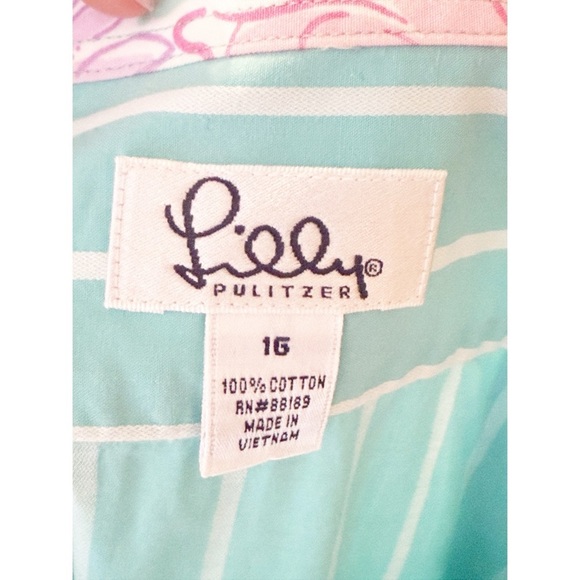 Lilly®
PULITZER
16
100% COTTON
RN#88189
MADE IN
VIETNAM